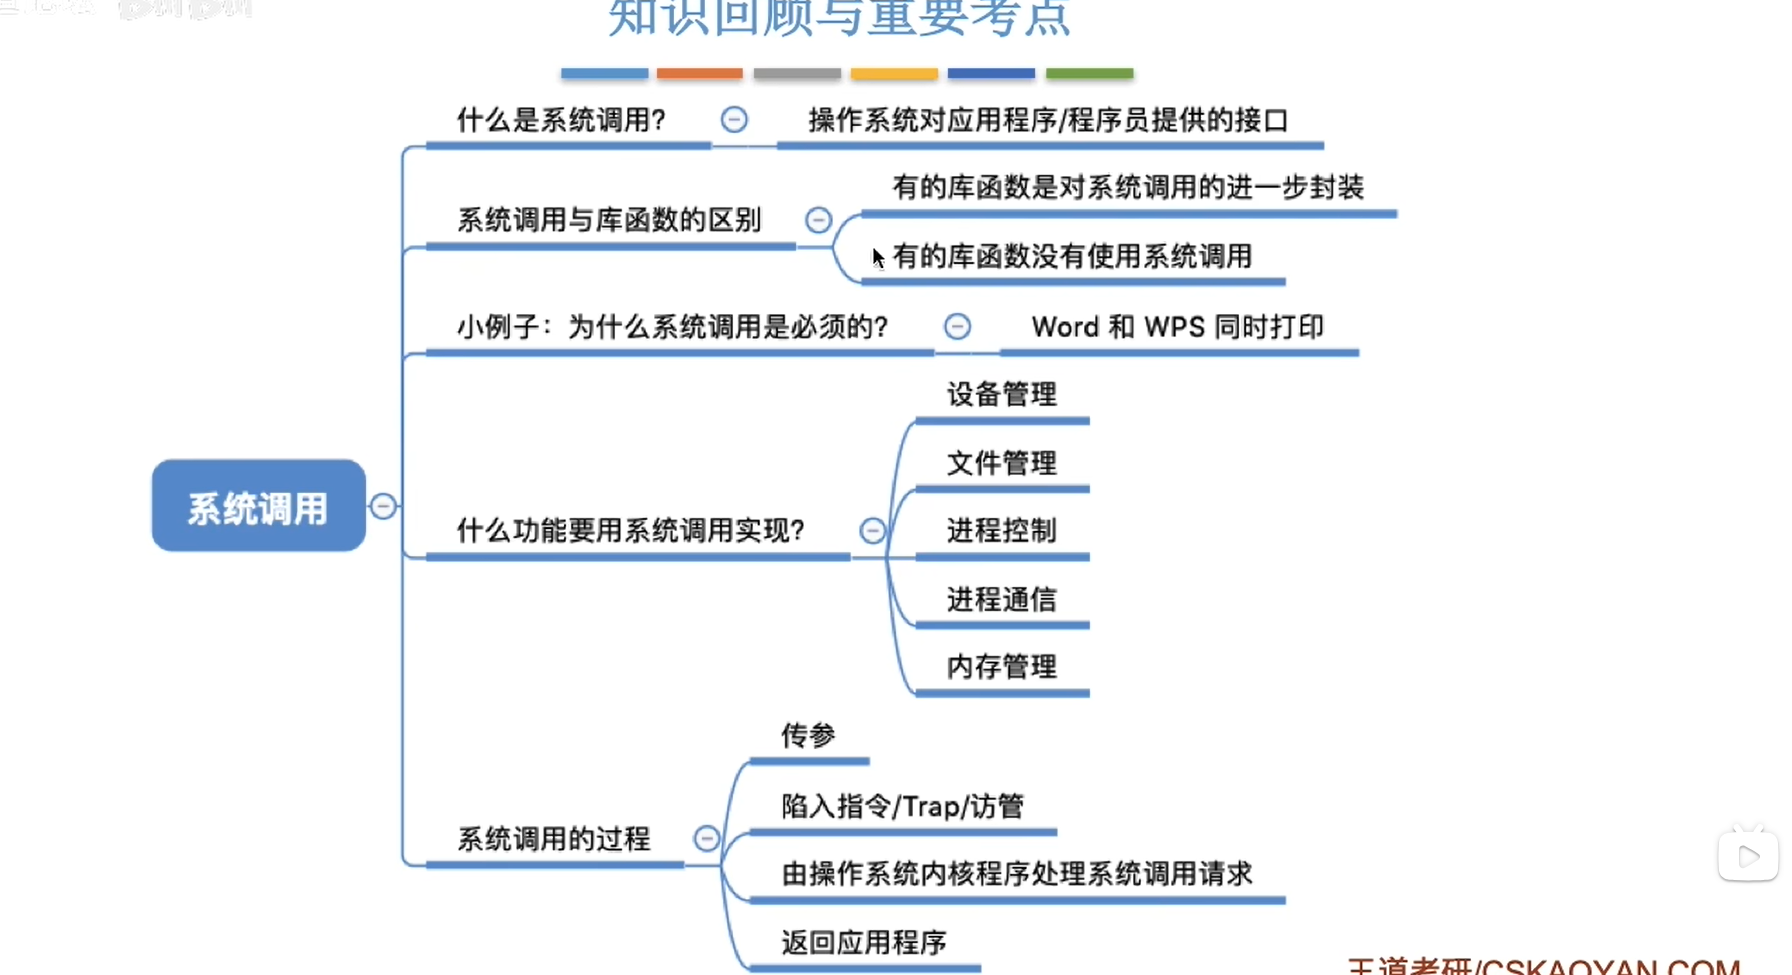 知识回顾与重要考点
什么是系统调用?
操作系统对应用程序/程序员提供的接口
系统调用与库函数的区别
有的库函数是对系统调用的进一步封装
有的库函数没有使用系统调用
小例子：为什么系统调用是必须的?
Word 和 WPS 同时打印
系统调用
什么功能要用系统调用实现?
设备管理
文件管理
进程控制
进程通信
内存管理
系统调用的过程
传参
陷入指令/Trap/访管
由操作系统内核程序处理系统调用请求
返回应用程序
王道考研/CSKAOYAN.COM